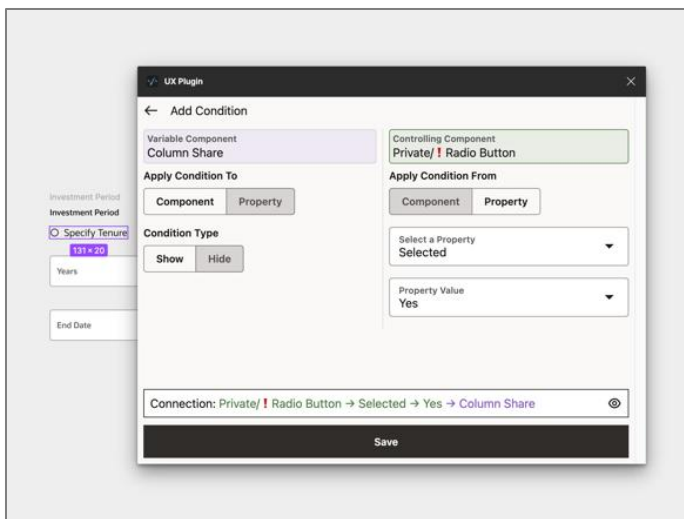 UX Plugin
Add Condition
Variable Component
Column Share
Apply Condition To
Component Property
Condition Type
Show Hide
Controlling Component
Private/❗ Radio Button
Apply Condition From
Component Property
Select a Property
Selected
Property Value
Yes
Investment Period
Investment Period
Specify Tenure
131 × 20
Years
End Date
Connection: Private/❗ Radio Button → Selected → Yes → Column Share
Save